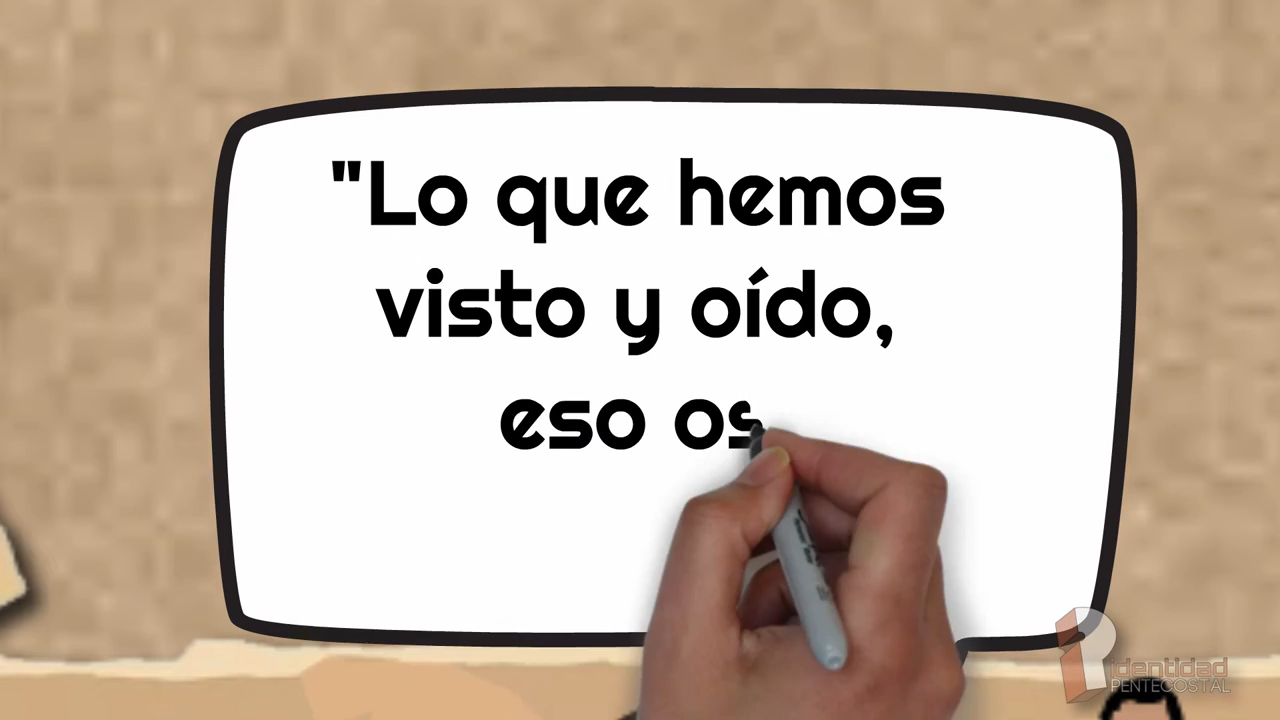 "Lo que hemos
visto y oído,
eso os
identidad
PENTECOSTAL